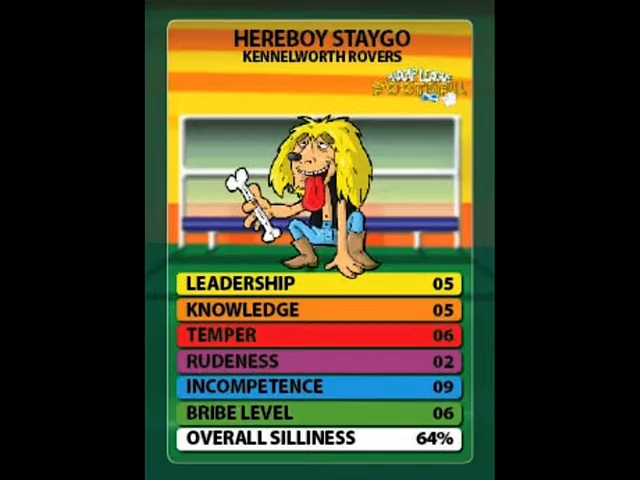 HEREBOY STAYGO
KENNELWORTH ROVERS
FOOTBALL
LEADERSHIP 05
KNOWLEDGE 05
TEMPER 06
RUDENESS 02
INCOMPETENCE 09
BRIBE LEVEL 06
OVERALL SILLINESS 64%